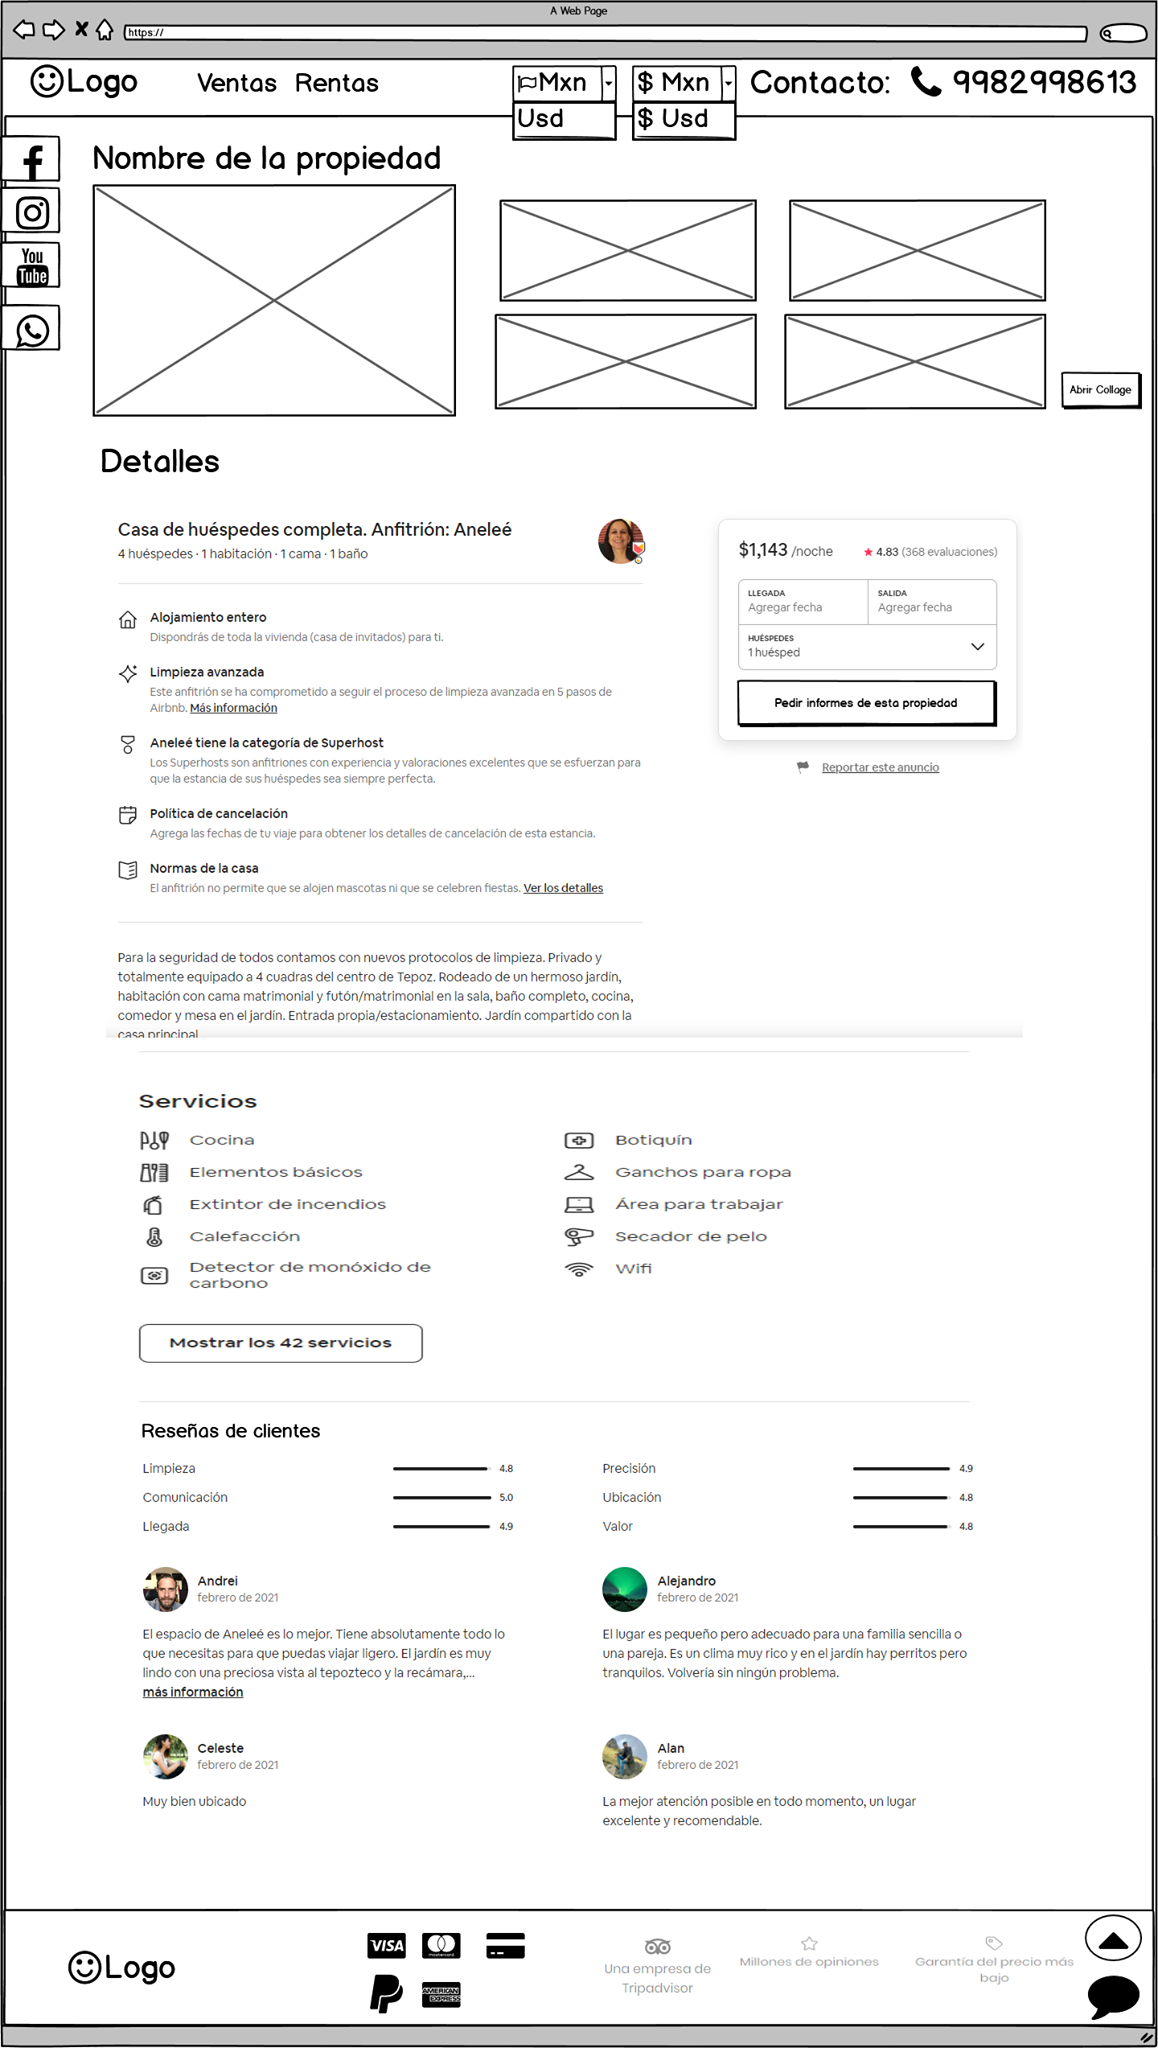 A Web Page
https://
Logo
Ventas Rentas
Mxn
Usd
$ Mxn
$ Usd
Contacto: 9982998613
Nombre de la propiedad
You
Tube
Abrir Collage
Detalles
Casa de huéspedes completa. Anfitrión: Aneleé
4 huéspedes · 1 habitación · 1 cama · 1 baño
Alojamiento entero
Dispondrás de toda la vivienda (casa de invitados) para ti.
Limpieza avanzada
Este anfitrión se ha comprometido a seguir el proceso de limpieza avanzada en 5 pasos de
Airbnb. Más información
Aneleé tiene la categoría de Superhost
Los Superhosts son anfitriones con experiencia y valoraciones excelentes que se esfuerzan para
que la estancia de sus huéspedes sea siempre perfecta.
Política de cancelación
Agrega las fechas de tu viaje para obtener los detalles de cancelación de esta estancia.
Normas de la casa
El anfitrión no permite que se alojen mascotas ni que se celebren fiestas. Ver los detalles
$1,143 /noche
4.83 (368 evaluaciones)
LLEGADA
Agregar fecha
SALIDA
Agregar fecha
HUÉSPEDES
1 huésped
Pedir informes de esta propiedad
Reportar este anuncio
Para la seguridad de todos contamos con nuevos protocolos de limpieza. Privado y
totalmente equipado a 4 cuadras del centro de Tepoz. Rodeado de un hermoso jardín,
habitación con cama matrimonial y futón/matrimonial en la sala, baño completo, cocina,
comedor y mesa en el jardín. Entrada propia/estacionamiento. Jardín compartido con la
casa principal
Servicios
Cocina
Elementos básicos
Extintor de incendios
Calefacción
Detector de monóxido de
carbono
Botiquín
Ganchos para ropa
Área para trabajar
Secador de pelo
Wifi
Mostrar los 42 servicios
Reseñas de clientes
Limpieza 4.8
Comunicación 5.0
Llegada 4.9
Precisión 4.9
Ubicación 4.8
Valor 4.8
Andrei
febrero de 2021
El espacio de Aneleé es lo mejor. Tiene absolutamente todo lo
que necesitas para que puedas viajar ligero. El jardín es muy
lindo con una preciosa vista al tepozteco y la recámara,...
más información
Alejandro
febrero de 2021
El lugar es pequeño pero adecuado para una familia sencilla o
una pareja. Es un clima muy rico y en el jardín hay perritos pero
tranquilos. Volvería sin ningún problema.
Celeste
febrero de 2021
Muy bien ubicado
Alan
febrero de 2021
La mejor atención posible en todo momento, un lugar
excelente y recomendable.
Logo
VISA
mastercard
AMERICAN
EXPRESS
Una empresa de
Tripadvisor
Millones de opiniones
Garantía del precio más
bajo